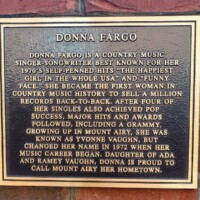 DONNA FARGO
DONNA FARGO IS A COUNTRY MUSIC
SINGER-SONGWRITER BEST KNOWN FOR HER
1970'S SELF-PENNED HITS "THE HAPPIEST
GIRL IN THE WHOLE USA" AND "FUNNY
FACE." SHE BECAME THE FIRST WOMAN IN
COUNTRY MUSIC HISTORY TO SELL A MILLION
RECORDS BACK-TO-BACK. AFTER FOUR OF
HER SINGLES ALSO ACHIEVED POP
SUCCESS, MAJOR HITS AND AWARDS
FOLLOWED, INCLUDING A GRAMMY.
GROWING UP IN MOUNT AIRY, SHE WAS
KNOWN AS YVONNE VAUGHN, BUT
CHANGED HER NAME IN 1972 WHEN HER
MUSIC CAREER BEGAN. DAUGHTER OF ADA
AND RAMEY VAUGHN, DONNA IS PROUD TO
CALL MOUNT AIRY HER HOMETOWN.